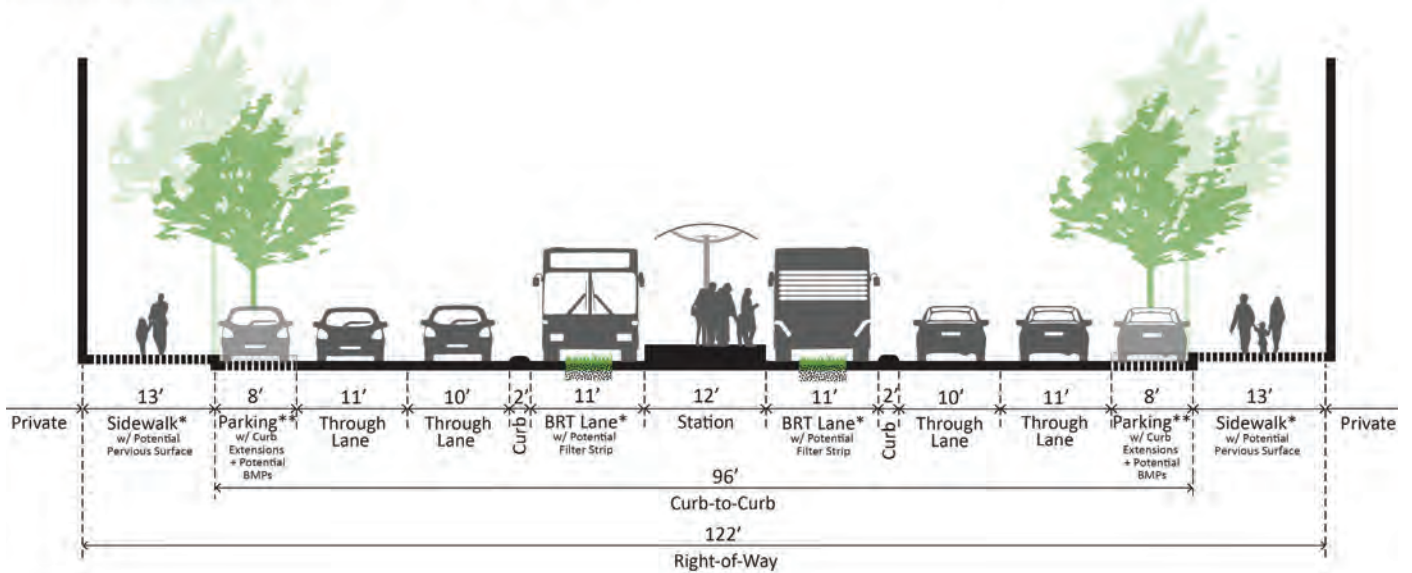 13’ 8’ 11’ 10’ 2’ 11’ 12’ 11’ 2’ 10’ 11’ 8’ 13’
Private
Sidewalk*
w/ Potential
Pervious Surface
Parking**
w/ Curb
Extensions
+ Potential
BMPs
Through
Lane
Through
Lane
Curb
BRT Lane*
w/ Potential
Filter Strip
Station
BRT Lane*
w/ Potential
Filter Strip
Curb
Through
Lane
Through
Lane
Parking**
w/ Curb
Extensions
+ Potential
BMPs
Sidewalk*
w/ Potential
Pervious Surface
Private
96’
Curb-to-Curb
122’
Right-of-Way